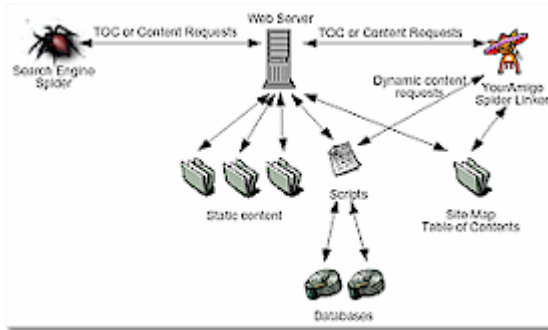 Web Server
TOC or Content Requests
TOC or Content Requests
Search Engine
Spider
Dynamic content
requests
YourAmigo
Spider Linker
Static content
Scripts
Site Map
Table of Contents
Databases